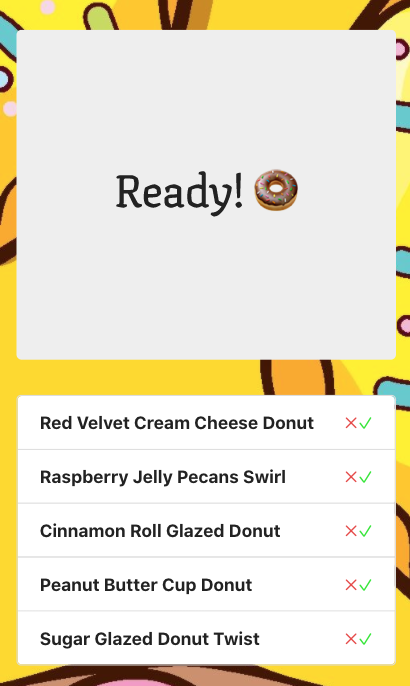 Ready! 🍩
Red Velvet Cream Cheese Donut
Raspberry Jelly Pecans Swirl
Cinnamon Roll Glazed Donut
Peanut Butter Cup Donut
Sugar Glazed Donut Twist